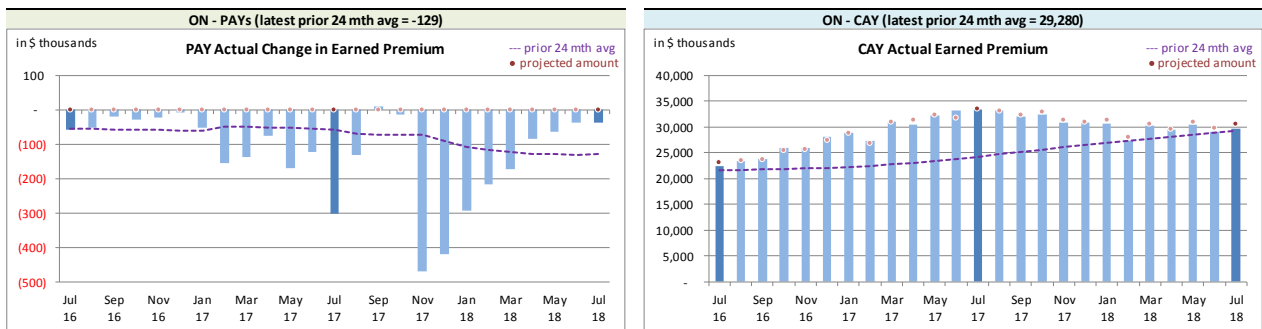 ON - PAYs (latest prior 24 mth avg = -129)
in $ thousands
PAY Actual Change in Earned Premium
--- prior 24 mth avg
• projected amount
100
-
(100)
(200)
(300)
(400)
(500)
Jul Sep Nov Jan Mar May Jul Sep Nov Jan Mar May Jul
16 16 16 17 17 17 17 17 17 18 18 18 18
ON - CAY (latest prior 24 mth avg = 29,280)
in $ thousands
CAY Actual Earned Premium
--- prior 24 mth avg
• projected amount
40,000
35,000
30,000
25,000
20,000
15,000
10,000
5,000
-
Jul Sep Nov Jan Mar May Jul Sep Nov Jan Mar May Jul
16 16 16 17 17 17 17 17 17 18 18 18 18